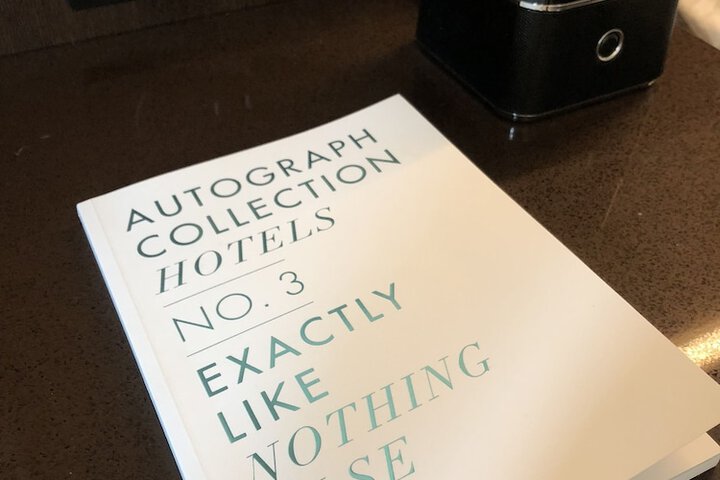 AUTOGRAPH
COLLECTION
HOTELS
NO. 3
EXACTLY
LIKE
NOTHING